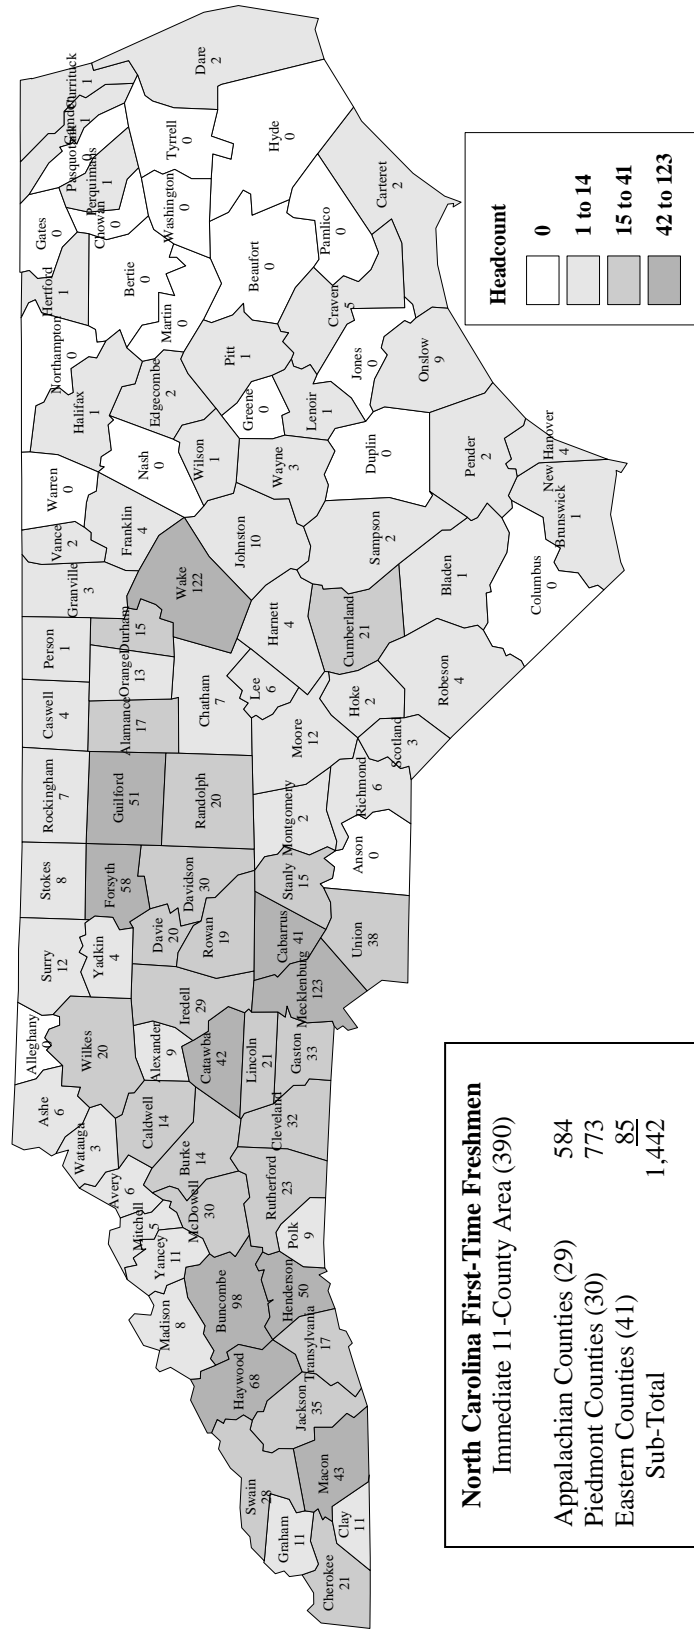 Cherokee
21
Graham
11
Clay
11
Swain
28
Macon
43
Jackson
35
Haywood
68
Transylvania
17
Madison
8
Buncombe
98
Henderson
50
Yancey
11
Mitchell
5
Avery
6
McDowell
30
Polk
9
Rutherford
23
Burke
14
Watauga
3
Ashe
6
Caldwell
14
Cleveland
32
Alleghany
0
Wilkes
20
Alexander
9
Catawba
42
Lincoln
21
Gaston
33
Surry
12
Yadkin
4
Iredell
29
Mecklenburg
123
Davie
20
Rowan
19
Cabarrus
41
Union
38
Stokes
8
Forsyth
58
Davidson
30
Stanly
15
Anson
0
Rockingham
7
Guilford
51
Randolph
20
Montgomery
2
Richmond
6
Caswell
4
Alamance
17
Chatham
7
Moore
12
Scotland
3
Person
1
Orange
13
Durham
15
Lee
6
Hoke
2
Robeson
4
Granville
3
Wake
122
Harnett
4
Cumberland
21
Bladen
1
Columbus
0
Vance
2
Franklin
4
Johnston
10
Sampson
2
Brunswick
1
Warren
0
Nash
0
Wilson
1
Wayne
3
Duplin
0
Pender
2
New Hanover
4
Halifax
1
Northampton
0
Edgecombe
2
Greene
0
Lenoir
1
Jones
0
Onslow
9
Pitt
1
Craven
5
Hertford
1
Bertie
0
Martin
0
Beaufort
0
Pamlico
0
Carteret
2
Gates
0
Chowan
0
Perquimans
1
Pasquotank
0
Camden
1
Currituck
1
Washington
0
Tyrrell
0
Hyde
0
Dare
2
North Carolina First-Time Freshmen
Immediate 11-County Area (390)
Appalachian Counties (29) 584
Piedmont Counties (30) 773
Eastern Counties (41) 85
Sub-Total 1,442
Headcount
0
1 to 14
15 to 41
42 to 123